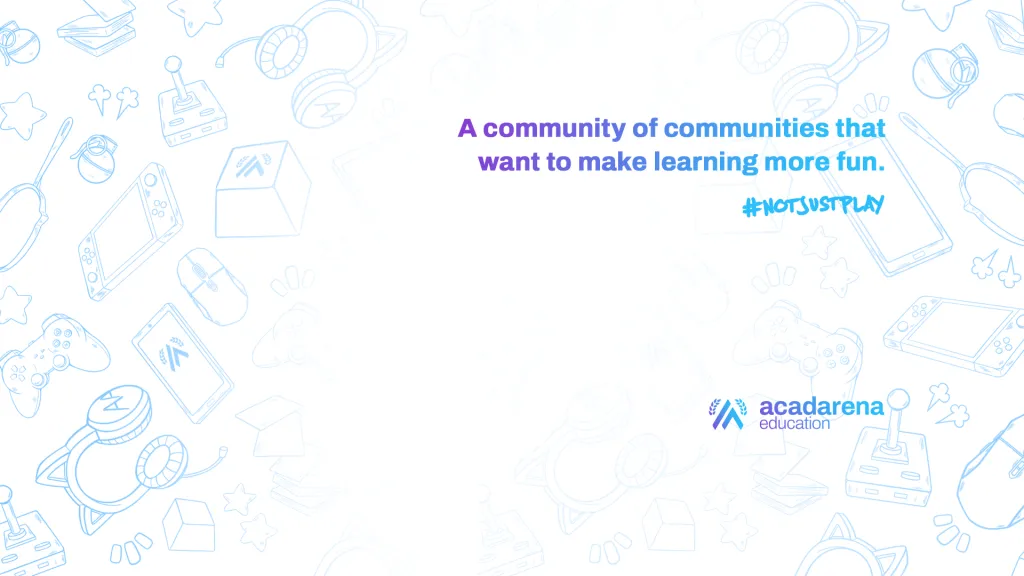 A community of communities that
want to make learning more fun.
#NOTJUSTPLAY
acadarena
education